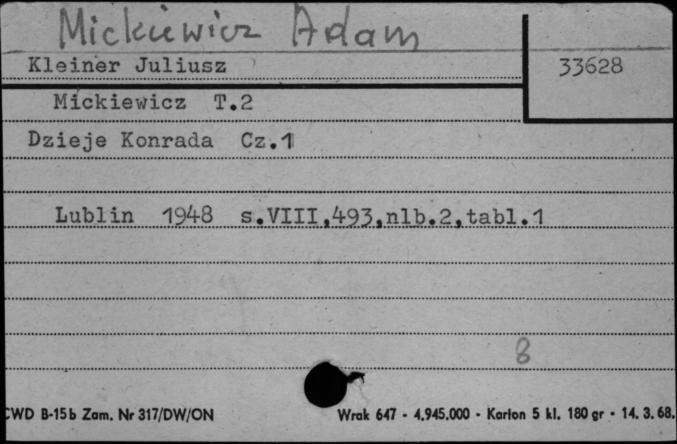 Mickiewicz Adam
Kleiner Juliusz
33628
Mickiewicz T.2
Dzieje Konrada Cz.1
Lublin 1948 s.VIII,493,nlb.2,tabl.1
8
CWD B-15b Zam. Nr 317/DW/ON
Wrak 647 - 4,945.000 - Karton 5 kl. 180 gr - 14. 3. 68.